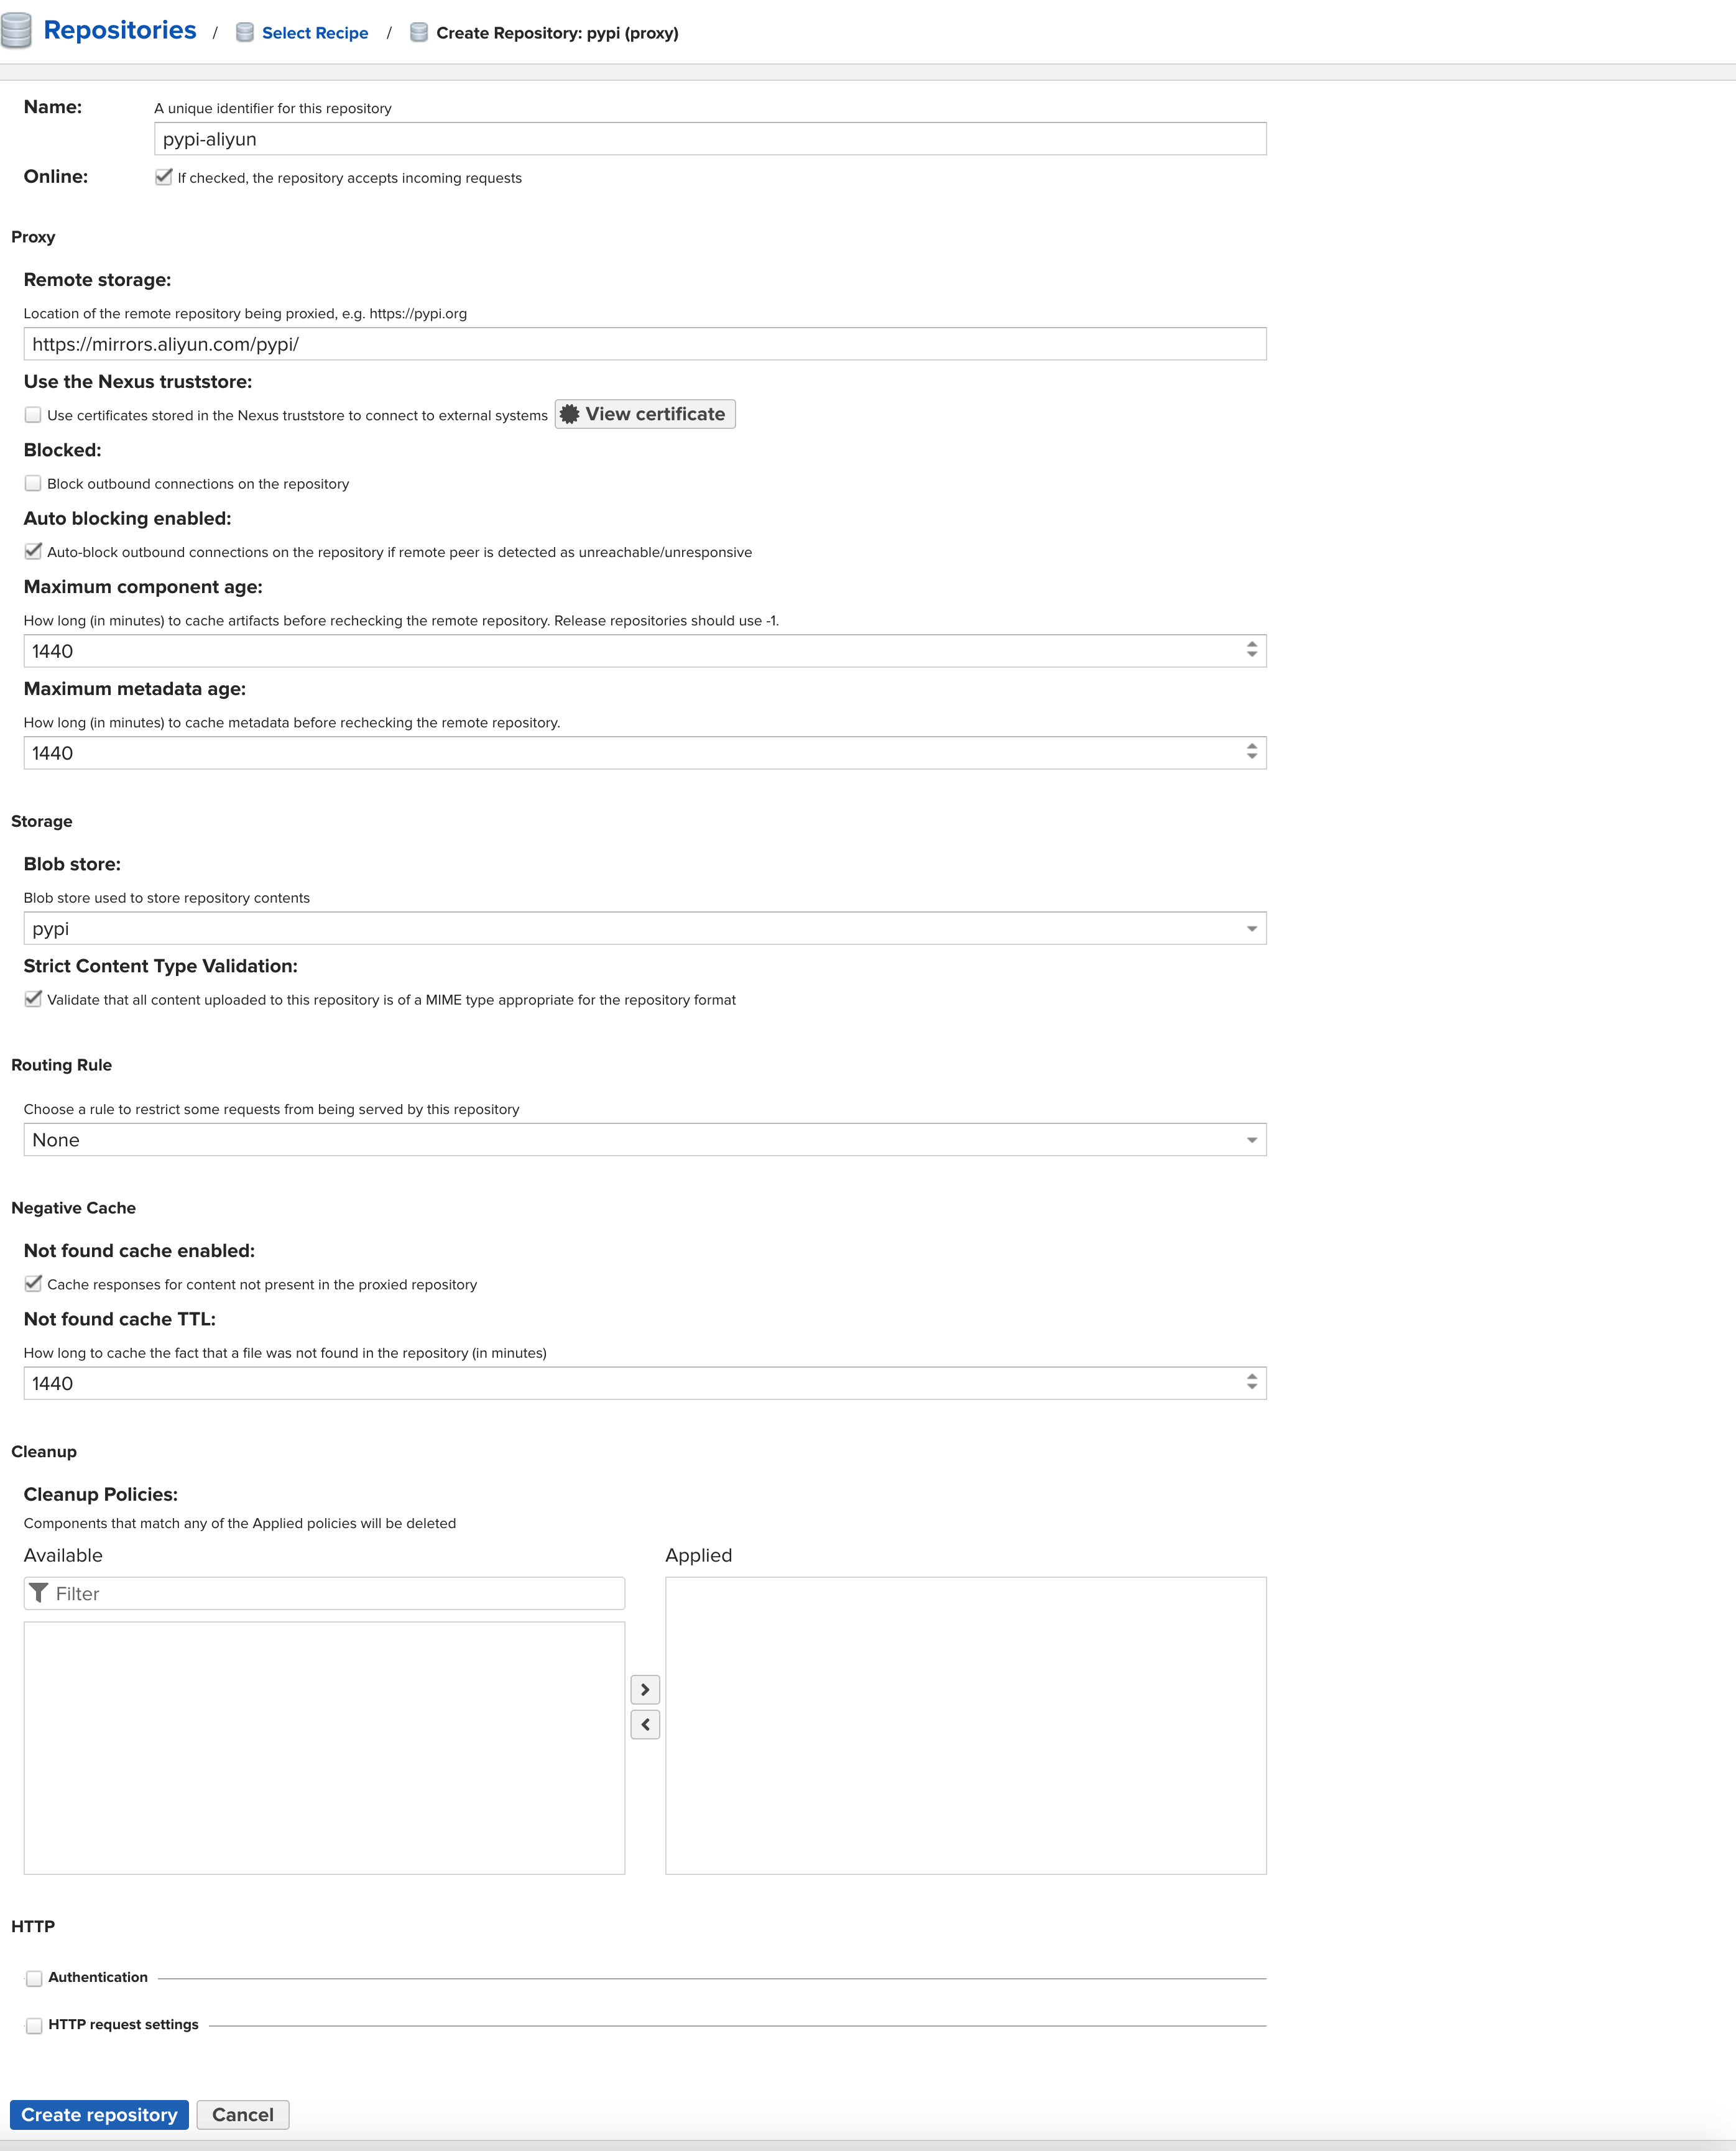 Repositories / Select Recipe / Create Repository: pypi (proxy)
Name: A unique identifier for this repository
pypi-aliyun
Online: If checked, the repository accepts incoming requests
Proxy
Remote storage:
Location of the remote repository being proxied, e.g. https://pypi.org
https://mirrors.aliyun.com/pypi/
Use the Nexus truststore:
Use certificates stored in the Nexus truststore to connect to external systems View certificate
Blocked:
Block outbound connections on the repository
Auto blocking enabled:
Auto-block outbound connections on the repository if remote peer is detected as unreachable/unresponsive
Maximum component age:
How long (in minutes) to cache artifacts before rechecking the remote repository. Release repositories should use -1.
1440
Maximum metadata age:
How long (in minutes) to cache metadata before rechecking the remote repository.
1440
Storage
Blob store:
Blob store used to store repository contents
pypi
Strict Content Type Validation:
Validate that all content uploaded to this repository is of a MIME type appropriate for the repository format
Routing Rule
Choose a rule to restrict some requests from being served by this repository
None
Negative Cache
Not found cache enabled:
Cache responses for content not present in the proxied repository
Not found cache TTL:
How long to cache the fact that a file was not found in the repository (in minutes)
1440
Cleanup
Cleanup Policies:
Components that match any of the Applied policies will be deleted
Available Applied
Filter
HTTP
Authentication
HTTP request settings
Create repository Cancel